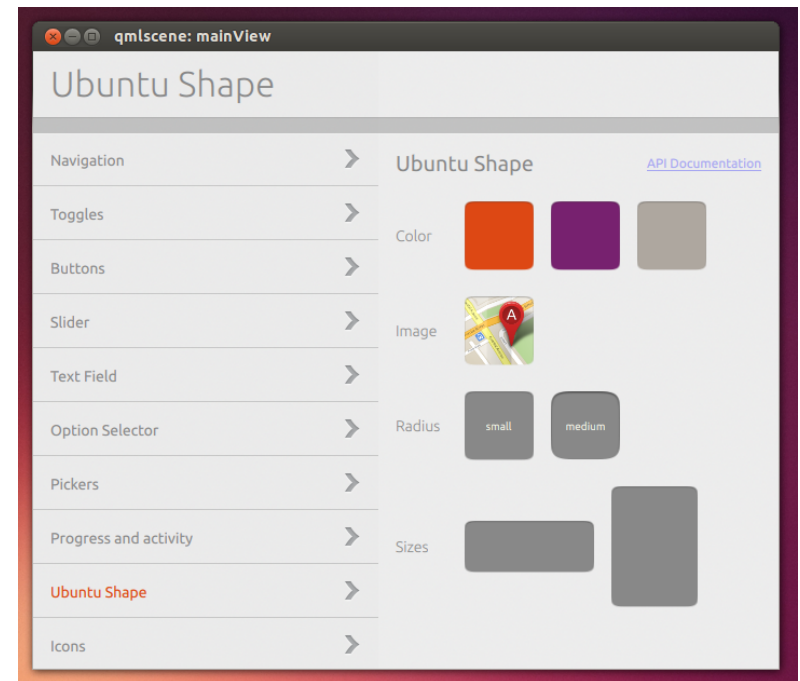 qmlscene: mainView
Ubuntu Shape
Navigation
Toggles
Buttons
Slider
Text Field
Option Selector
Pickers
Progress and activity
Ubuntu Shape
Icons
Ubuntu Shape
API Documentation
Color
Image
A
Radius
small
medium
Sizes